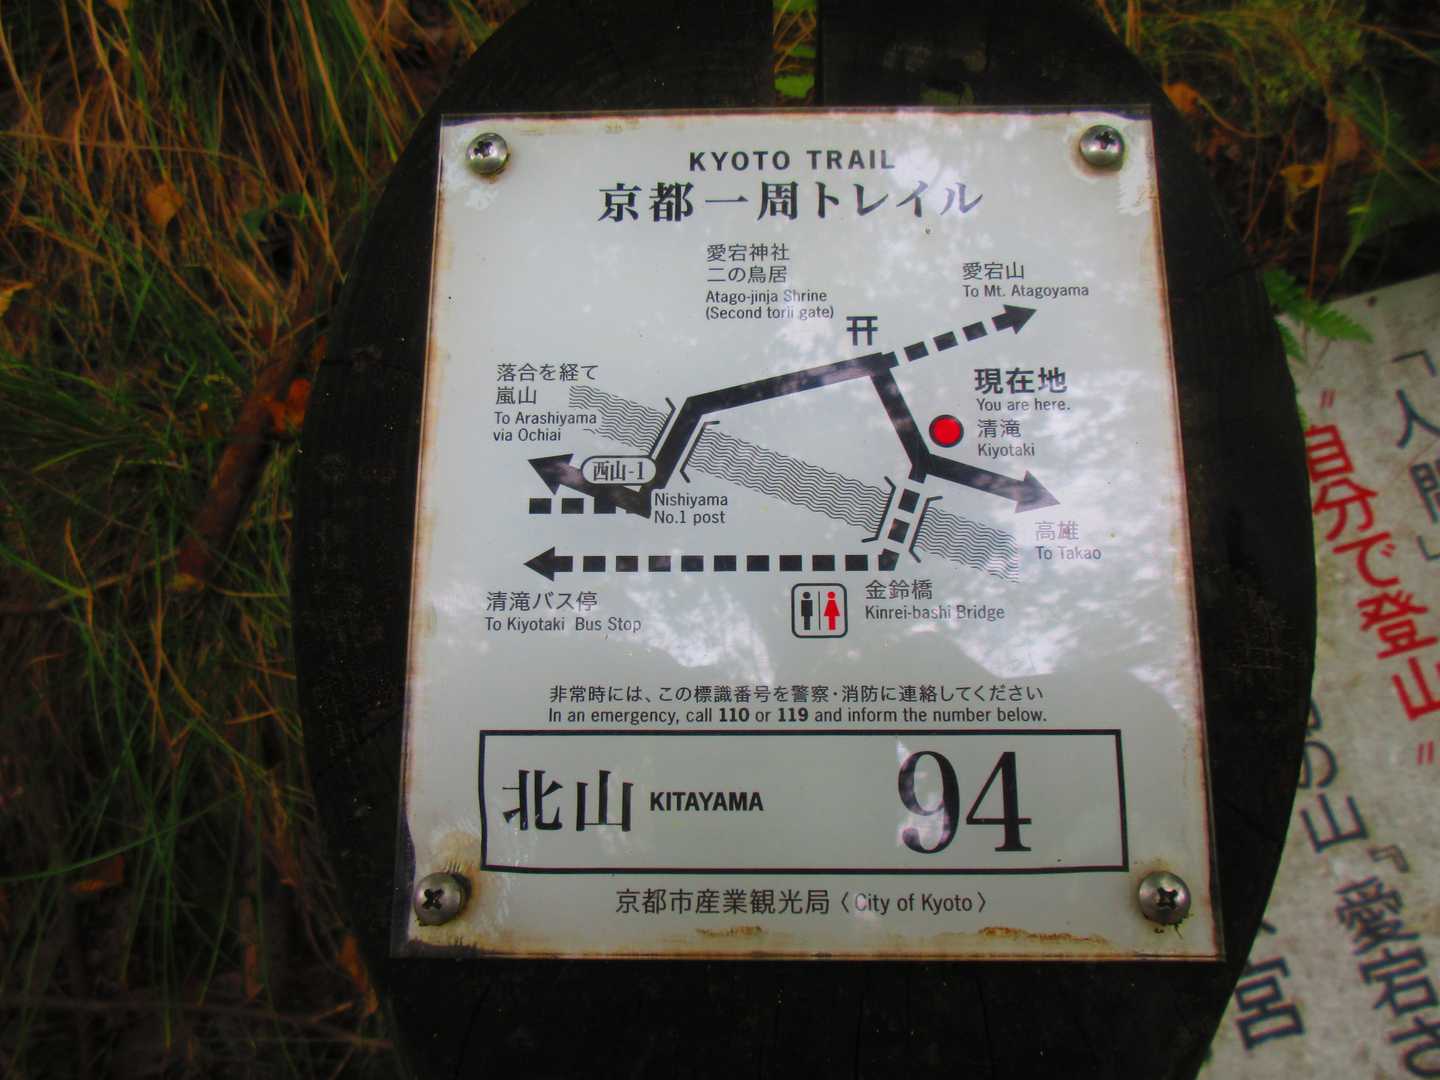 KYOTO TRAIL
京都一周トレイル
愛宕神社
二の鳥居
Atago-jinja Shrine
(Second torii gate)
愛宕山
To Mt. Atagoyama
落合を経て
嵐山
To Arashiyama
via Ochiai
現在地
You are here.
清滝
Kiyotaki
西山-1
Nishiyama
No.1 post
高雄
To Takao
清滝バス停
To Kiyotaki Bus Stop
金鈴橋
Kinrei-bashi Bridge
非常時には、この標識番号を警察・消防に連絡してください
In an emergency, call 110 or 119 and inform the number below.
北山 KITAYAMA 94
京都市産業観光局〈City of Kyoto〉
「人間」
"自分で登山"
山『愛宕さ
宮